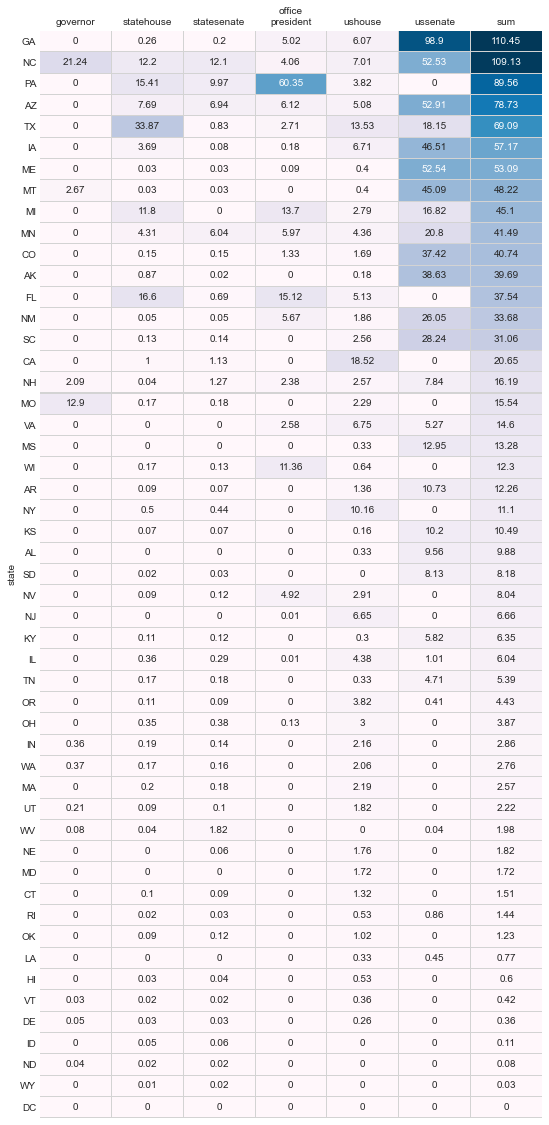 office
governor statehouse statesenate president ushouse ussenate sum
GA 0 0.26 0.2 5.02 6.07 98.9 110.45
NC 21.24 12.2 12.1 4.06 7.01 52.53 109.13
PA 0 15.41 9.97 60.35 3.82 0 89.56
AZ 0 7.69 6.94 6.12 5.08 52.91 78.73
TX 0 33.87 0.83 2.71 13.53 18.15 69.09
IA 0 3.69 0.08 0.18 6.71 46.51 57.17
ME 0 0.03 0.03 0.09 0.4 52.54 53.09
MT 2.67 0.03 0.03 0 0.4 45.09 48.22
MI 0 11.8 0 13.7 2.79 16.82 45.1
MN 0 4.31 6.04 5.97 4.36 20.8 41.49
CO 0 0.15 0.15 1.33 1.69 37.42 40.74
AK 0 0.87 0.02 0 0.18 38.63 39.69
FL 0 16.6 0.69 15.12 5.13 0 37.54
NM 0 0.05 0.05 5.67 1.86 26.05 33.68
SC 0 0.13 0.14 0 2.56 28.24 31.06
CA 0 1 1.13 0 18.52 0 20.65
NH 2.09 0.04 1.27 2.38 2.57 7.84 16.19
MO 12.9 0.17 0.18 0 2.29 0 15.54
VA 0 0 0 2.58 6.75 5.27 14.6
MS 0 0 0 0 0.33 12.95 13.28
WI 0 0.17 0.13 11.36 0.64 0 12.3
AR 0 0.09 0.07 0 1.36 10.73 12.26
NY 0 0.5 0.44 0 10.16 0 11.1
KS 0 0.07 0.07 0 0.16 10.2 10.49
AL 0 0 0 0 0.33 9.56 9.88
state
SD 0 0.02 0.03 0 0 8.13 8.18
NV 0 0.09 0.12 4.92 2.91 0 8.04
NJ 0 0 0 0.01 6.65 0 6.66
KY 0 0.11 0.12 0 0.3 5.82 6.35
IL 0 0.36 0.29 0.01 4.38 1.01 6.04
TN 0 0.17 0.18 0 0.33 4.71 5.39
OR 0 0.11 0.09 0 3.82 0.41 4.43
OH 0 0.35 0.38 0.13 3 0 3.87
IN 0.36 0.19 0.14 0 2.16 0 2.86
WA 0.37 0.17 0.16 0 2.06 0 2.76
MA 0 0.2 0.18 0 2.19 0 2.57
UT 0.21 0.09 0.1 0 1.82 0 2.22
WV 0.08 0.04 1.82 0 0 0.04 1.98
NE 0 0 0.06 0 1.76 0 1.82
MD 0 0 0 0 1.72 0 1.72
CT 0 0.1 0.09 0 1.32 0 1.51
RI 0 0.02 0.03 0 0.53 0.86 1.44
OK 0 0.09 0.12 0 1.02 0 1.23
LA 0 0 0 0 0.33 0.45 0.77
HI 0 0.03 0.04 0 0.53 0 0.6
VT 0.03 0.02 0.02 0 0.36 0 0.42
DE 0.05 0.03 0.03 0 0.26 0 0.36
ID 0 0.05 0.06 0 0 0 0.11
ND 0.04 0.02 0.02 0 0 0 0.08
WY 0 0.01 0.02 0 0 0 0.03
DC 0 0 0 0 0 0 0